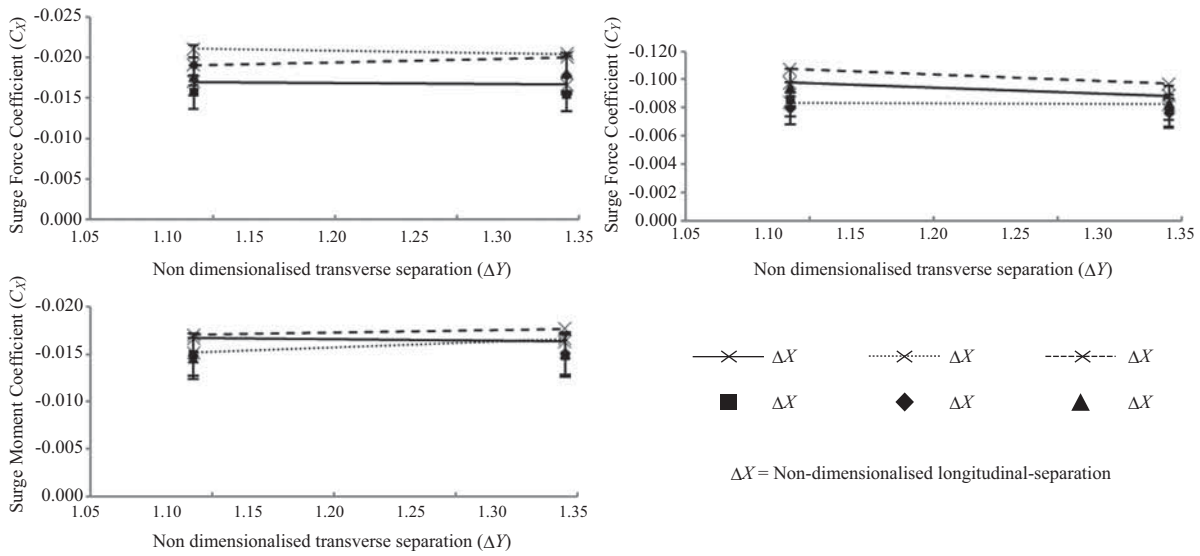 Surge Force Coefficient (C_X)
-0.025
-0.020
-0.015
-0.010
-0.005
0.000
1.05 1.10 1.15 1.20 1.25 1.30 1.35
Non dimensionalised transverse separation (ΔY)
Surge Force Coefficient (C_Y)
-0.120
-0.100
-0.008
-0.006
-0.004
-0.002
0.000
1.05 1.10 1.15 1.20 1.25 1.30 1.35
Non dimensionalised transverse separation (ΔY)
Surge Moment Coefficient (C_X)
-0.020
-0.015
-0.010
-0.005
0.000
1.05 1.10 1.15 1.20 1.25 1.30 1.35
Non dimensionalised transverse separation (ΔY)
ΔX ΔX ΔX
ΔX ΔX ΔX
ΔX = Non-dimensionalised longitudinal-separation